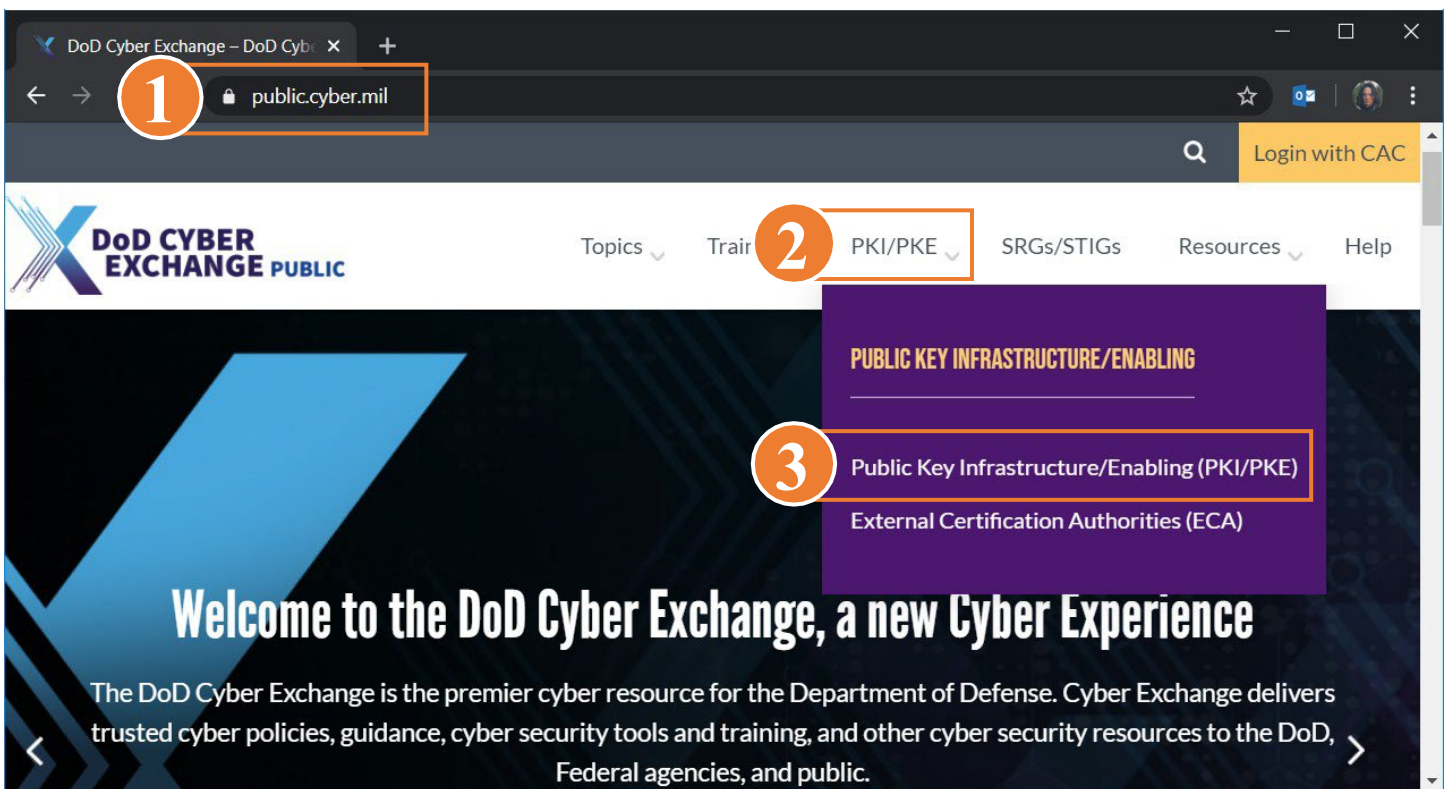 DoD Cyber Exchange – DoD Cybe
1
public.cyber.mil
Login with CAC
DoD CYBER
EXCHANGE PUBLIC
Topics
Train
2
PKI/PKE
SRGs/STIGs
Resources
Help
PUBLIC KEY INFRASTRUCTURE/ENABLING
3
Public Key Infrastructure/Enabling (PKI/PKE)
External Certification Authorities (ECA)
Welcome to the DoD Cyber Exchange, a new Cyber Experience
The DoD Cyber Exchange is the premier cyber resource for the Department of Defense. Cyber Exchange delivers
trusted cyber policies, guidance, cyber security tools and training, and other cyber security resources to the DoD,
Federal agencies, and public.